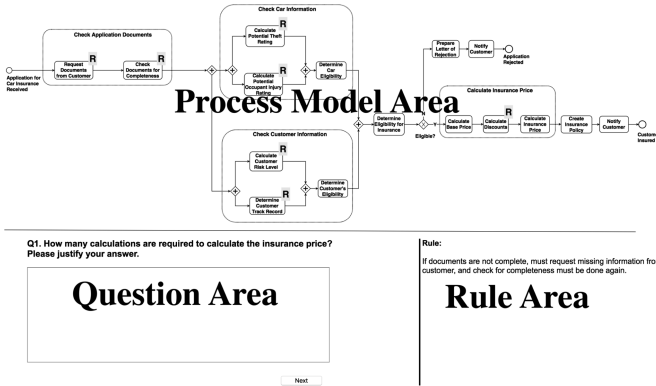 Check Application Documents
R
Request
Documents
from Customer
R
Check
Documents for
Completeness
Application for
Car Insurance
Received
Check Car Information
R
Calculate
Potential Theft
Rating
R
Calculate
Potential
Occupant Injury
Rating
Determine
Car
Eligibility
Check Customer Information
R
Calculate
Customer
Risk Level
R
Determine
Customer
Track Record
Determine
Customer's
Eligibility
Determine
Eligibility for
Insurance
Eligible?
N
Y
Prepare
Letter of
Rejection
Notify
Customer
Application
Rejected
Calculate Insurance Price
Calculate
Base Price
R
Calculate
Discounts
Calculate
Insurance
Price
Create
Insurance
Policy
Notify
Customer
Custom
Insured
Process Model Area
Q1. How many calculations are required to calculate the insurance price?
Please justify your answer.
Question Area
Next
Rule:
If documents are not complete, must request missing information fro
customer, and check for completeness must be done again.
Rule Area